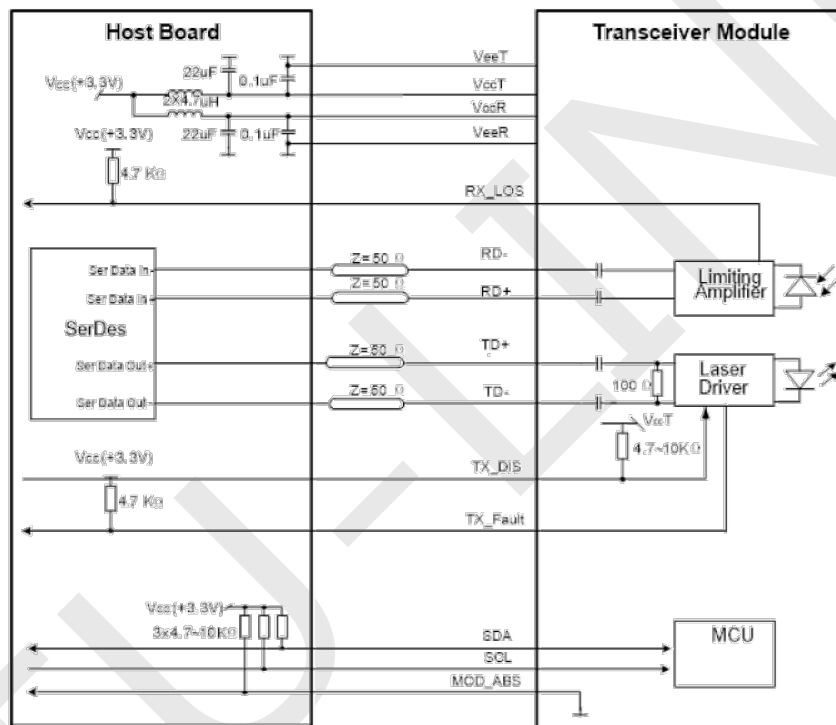 Host Board
Transceiver Module
VeeT
22uF
0.1uF
Vcc(+3.3V)
VccT
2X4.7uH
VccR
Vcc(+3.3V)
22uF
0.1uF
VeeR
4.7 KΩ
RX_LOS
Z=50 Ω
RD-
Ser Data In-
Limiting
Amplifier
Z=50 Ω
RD+
Ser Data In+
SerDes
TD+
Z=50 Ω
Ser Data Out+
Laser
Driver
100 Ω
Z=50 Ω
TD-
Ser Data Out-
VccT
4.7~10KΩ
Vcc(+3.3V)
TX_DIS
4.7 KΩ
TX_Fault
Vcc(+3.3V)
3x4.7~10KΩ
SDA
MCU
SCL
MOD_ABS